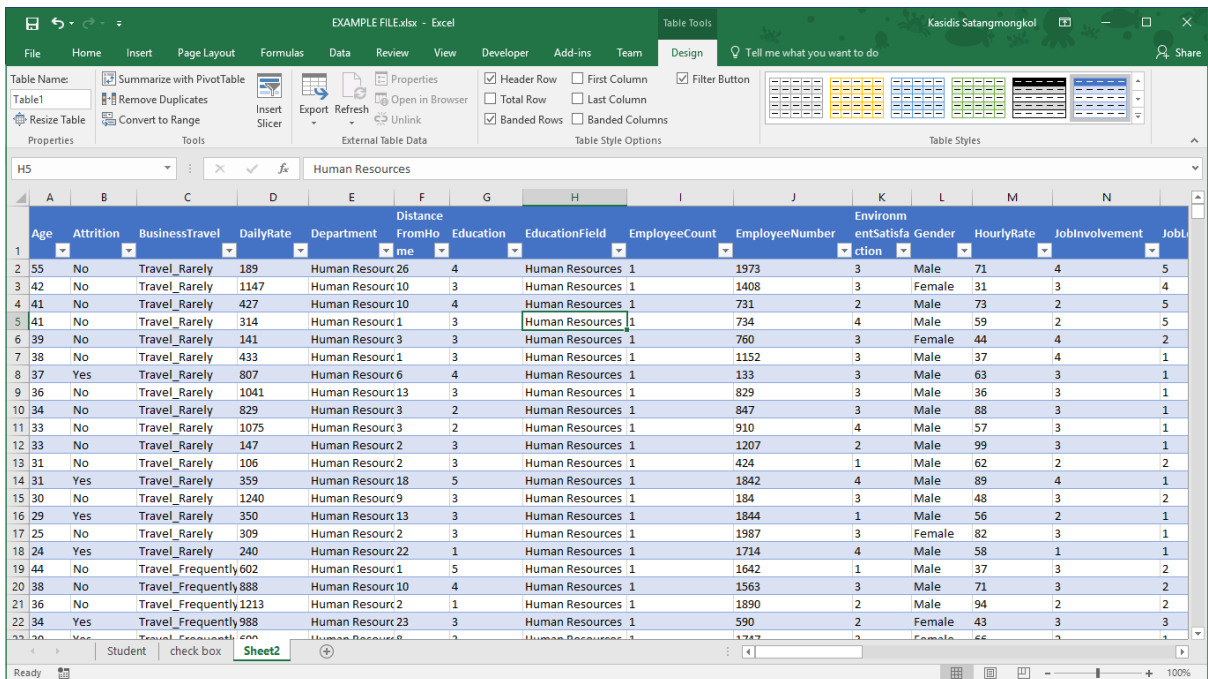 EXAMPLE FILE.xlsx - Excel Table Tools Kasidis Satangmongkol
File Home Insert Page Layout Formulas Data Review View Developer Add-ins Team Design Tell me what you want to do Share
Table Name: Summarize with PivotTable Properties Header Row First Column Filter Button
Table1 Remove Duplicates Insert Slicer Export Refresh Open in Browser Total Row Last Column
Resize Table Convert to Range Unlink Banded Rows Banded Columns
Properties Tools External Table Data Table Style Options Table Styles
H5 fx Human Resources
A B C D E F G H I J K L M N
1 Age Attrition BusinessTravel DailyRate Department DistanceFromHome Education EducationField EmployeeCount EmployeeNumber EnvironmentSatisfaction Gender HourlyRate JobInvolvement JobL
2 55 No Travel_Rarely 189 Human Resourc 26 4 Human Resources 1 1973 3 Male 71 4 5
3 42 No Travel_Rarely 1147 Human Resourc 10 3 Human Resources 1 1408 3 Female 31 3 4
4 41 No Travel_Rarely 427 Human Resourc 10 4 Human Resources 1 731 2 Male 73 2 5
5 41 No Travel_Rarely 314 Human Resourc 1 3 Human Resources 1 734 4 Male 59 2 5
6 39 No Travel_Rarely 141 Human Resourc 3 3 Human Resources 1 760 3 Female 44 4 2
7 38 No Travel_Rarely 433 Human Resourc 1 3 Human Resources 1 1152 3 Male 37 4 1
8 37 Yes Travel_Rarely 807 Human Resourc 6 4 Human Resources 1 133 3 Male 63 3 1
9 36 No Travel_Rarely 1041 Human Resourc 13 3 Human Resources 1 829 3 Male 36 3 1
10 34 No Travel_Rarely 829 Human Resourc 3 2 Human Resources 1 847 3 Male 88 3 1
11 33 No Travel_Rarely 1075 Human Resourc 3 2 Human Resources 1 910 4 Male 57 3 1
12 33 No Travel_Rarely 147 Human Resourc 2 3 Human Resources 1 1207 2 Male 99 3 1
13 31 No Travel_Rarely 106 Human Resourc 2 3 Human Resources 1 424 1 Male 62 2 2
14 31 Yes Travel_Rarely 359 Human Resourc 18 5 Human Resources 1 1842 4 Male 89 4 1
15 30 No Travel_Rarely 1240 Human Resourc 9 3 Human Resources 1 184 3 Male 48 3 2
16 29 Yes Travel_Rarely 350 Human Resourc 13 3 Human Resources 1 1844 1 Male 56 2 1
17 25 No Travel_Rarely 309 Human Resourc 2 3 Human Resources 1 1987 3 Female 82 3 1
18 24 Yes Travel_Rarely 240 Human Resourc 22 1 Human Resources 1 1714 4 Male 58 1 1
19 44 No Travel_Frequently 602 Human Resourc 1 5 Human Resources 1 1642 1 Male 37 3 2
20 38 No Travel_Frequently 888 Human Resourc 10 4 Human Resources 1 1563 3 Male 71 3 2
21 36 No Travel_Frequently 1213 Human Resourc 2 1 Human Resources 1 1890 2 Male 94 2 2
22 34 Yes Travel_Frequently 988 Human Resourc 23 3 Human Resources 1 590 2 Female 43 3 3
Student check box Sheet2
Ready 100%